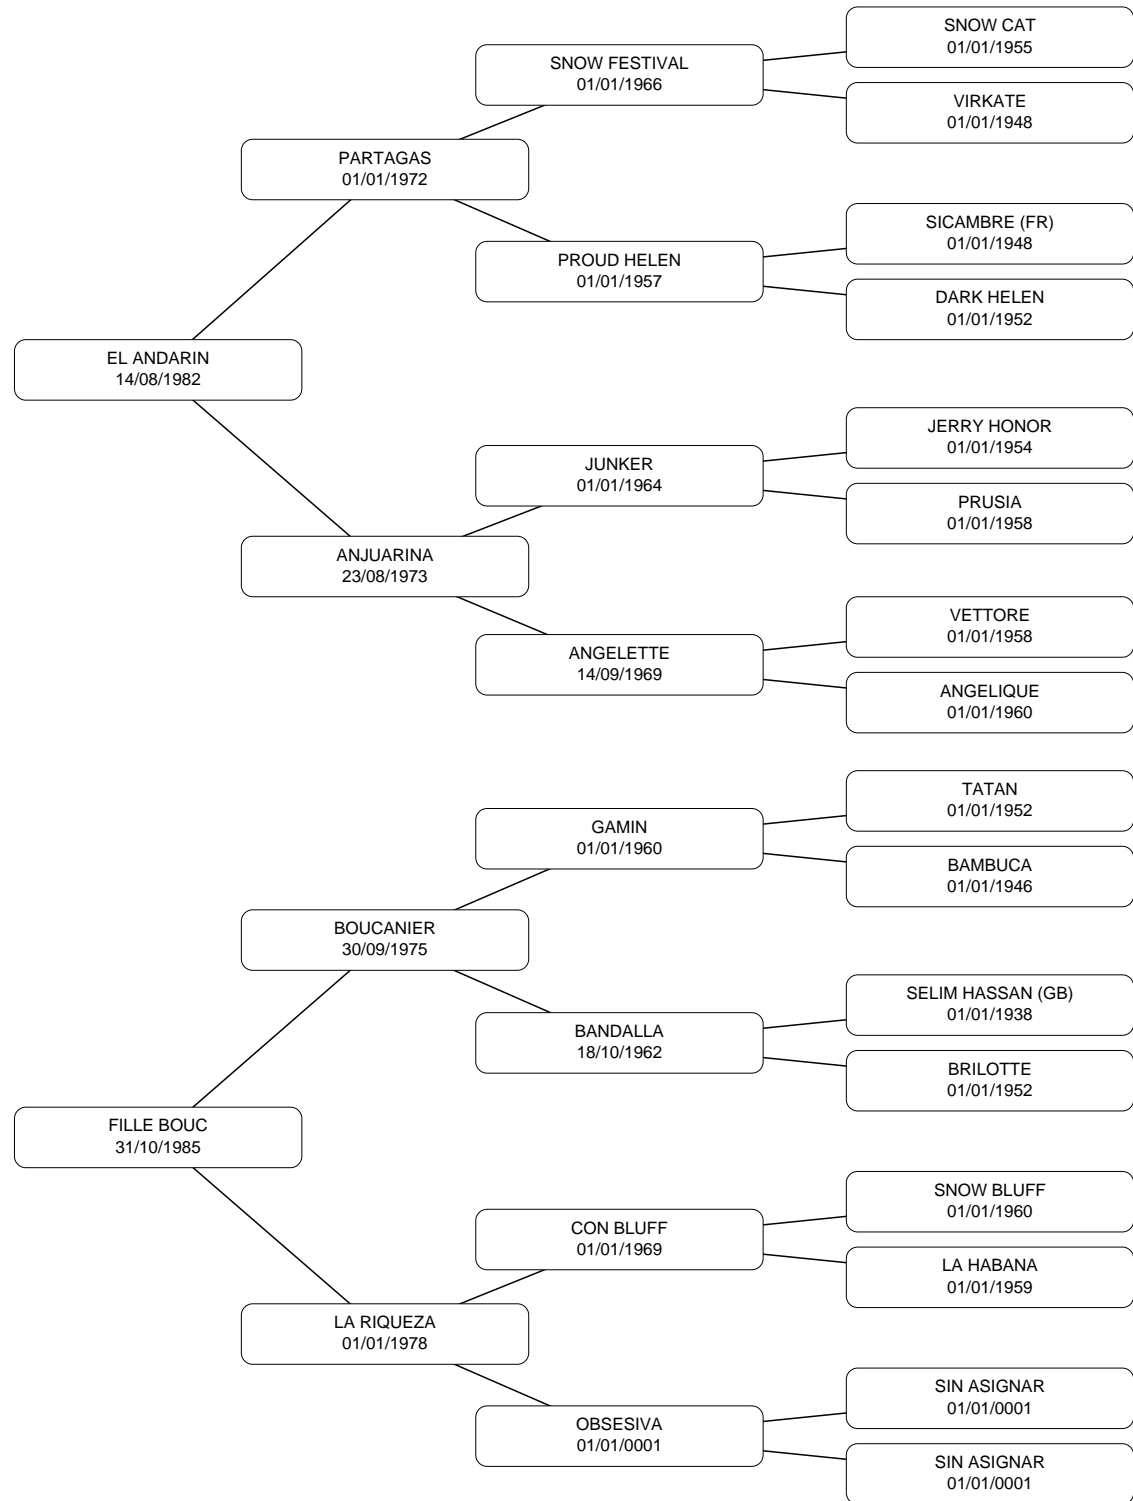 SNOW CAT
01/01/1955
SNOW FESTIVAL
01/01/1966
VIRKATE
01/01/1948
PARTAGAS
01/01/1972
SICAMBRE (FR)
01/01/1948
PROUD HELEN
01/01/1957
DARK HELEN
01/01/1952
EL ANDARIN
14/08/1982
JERRY HONOR
01/01/1954
JUNKER
01/01/1964
PRUSIA
01/01/1958
ANJUARINA
23/08/1973
VETTORE
01/01/1958
ANGELETTE
14/09/1969
ANGELIQUE
01/01/1960
TATAN
01/01/1952
GAMIN
01/01/1960
BAMBUCA
01/01/1946
BOUCANIER
30/09/1975
SELIM HASSAN (GB)
01/01/1938
BANDALLA
18/10/1962
BRILOTTE
01/01/1952
FILLE BOUC
31/10/1985
SNOW BLUFF
01/01/1960
CON BLUFF
01/01/1969
LA HABANA
01/01/1959
LA RIQUEZA
01/01/1978
SIN ASIGNAR
01/01/0001
OBSESIVA
01/01/0001
SIN ASIGNAR
01/01/0001